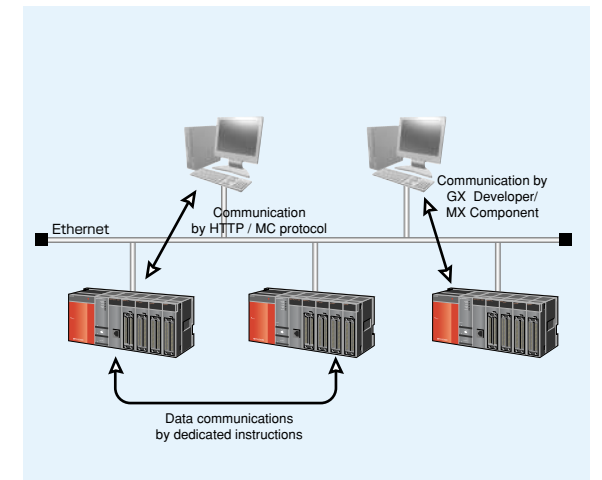 Communication by
GX Developer/
MX Component
Communication
by HTTP / MC protocol
Ethernet
Data communications
by dedicated instructions